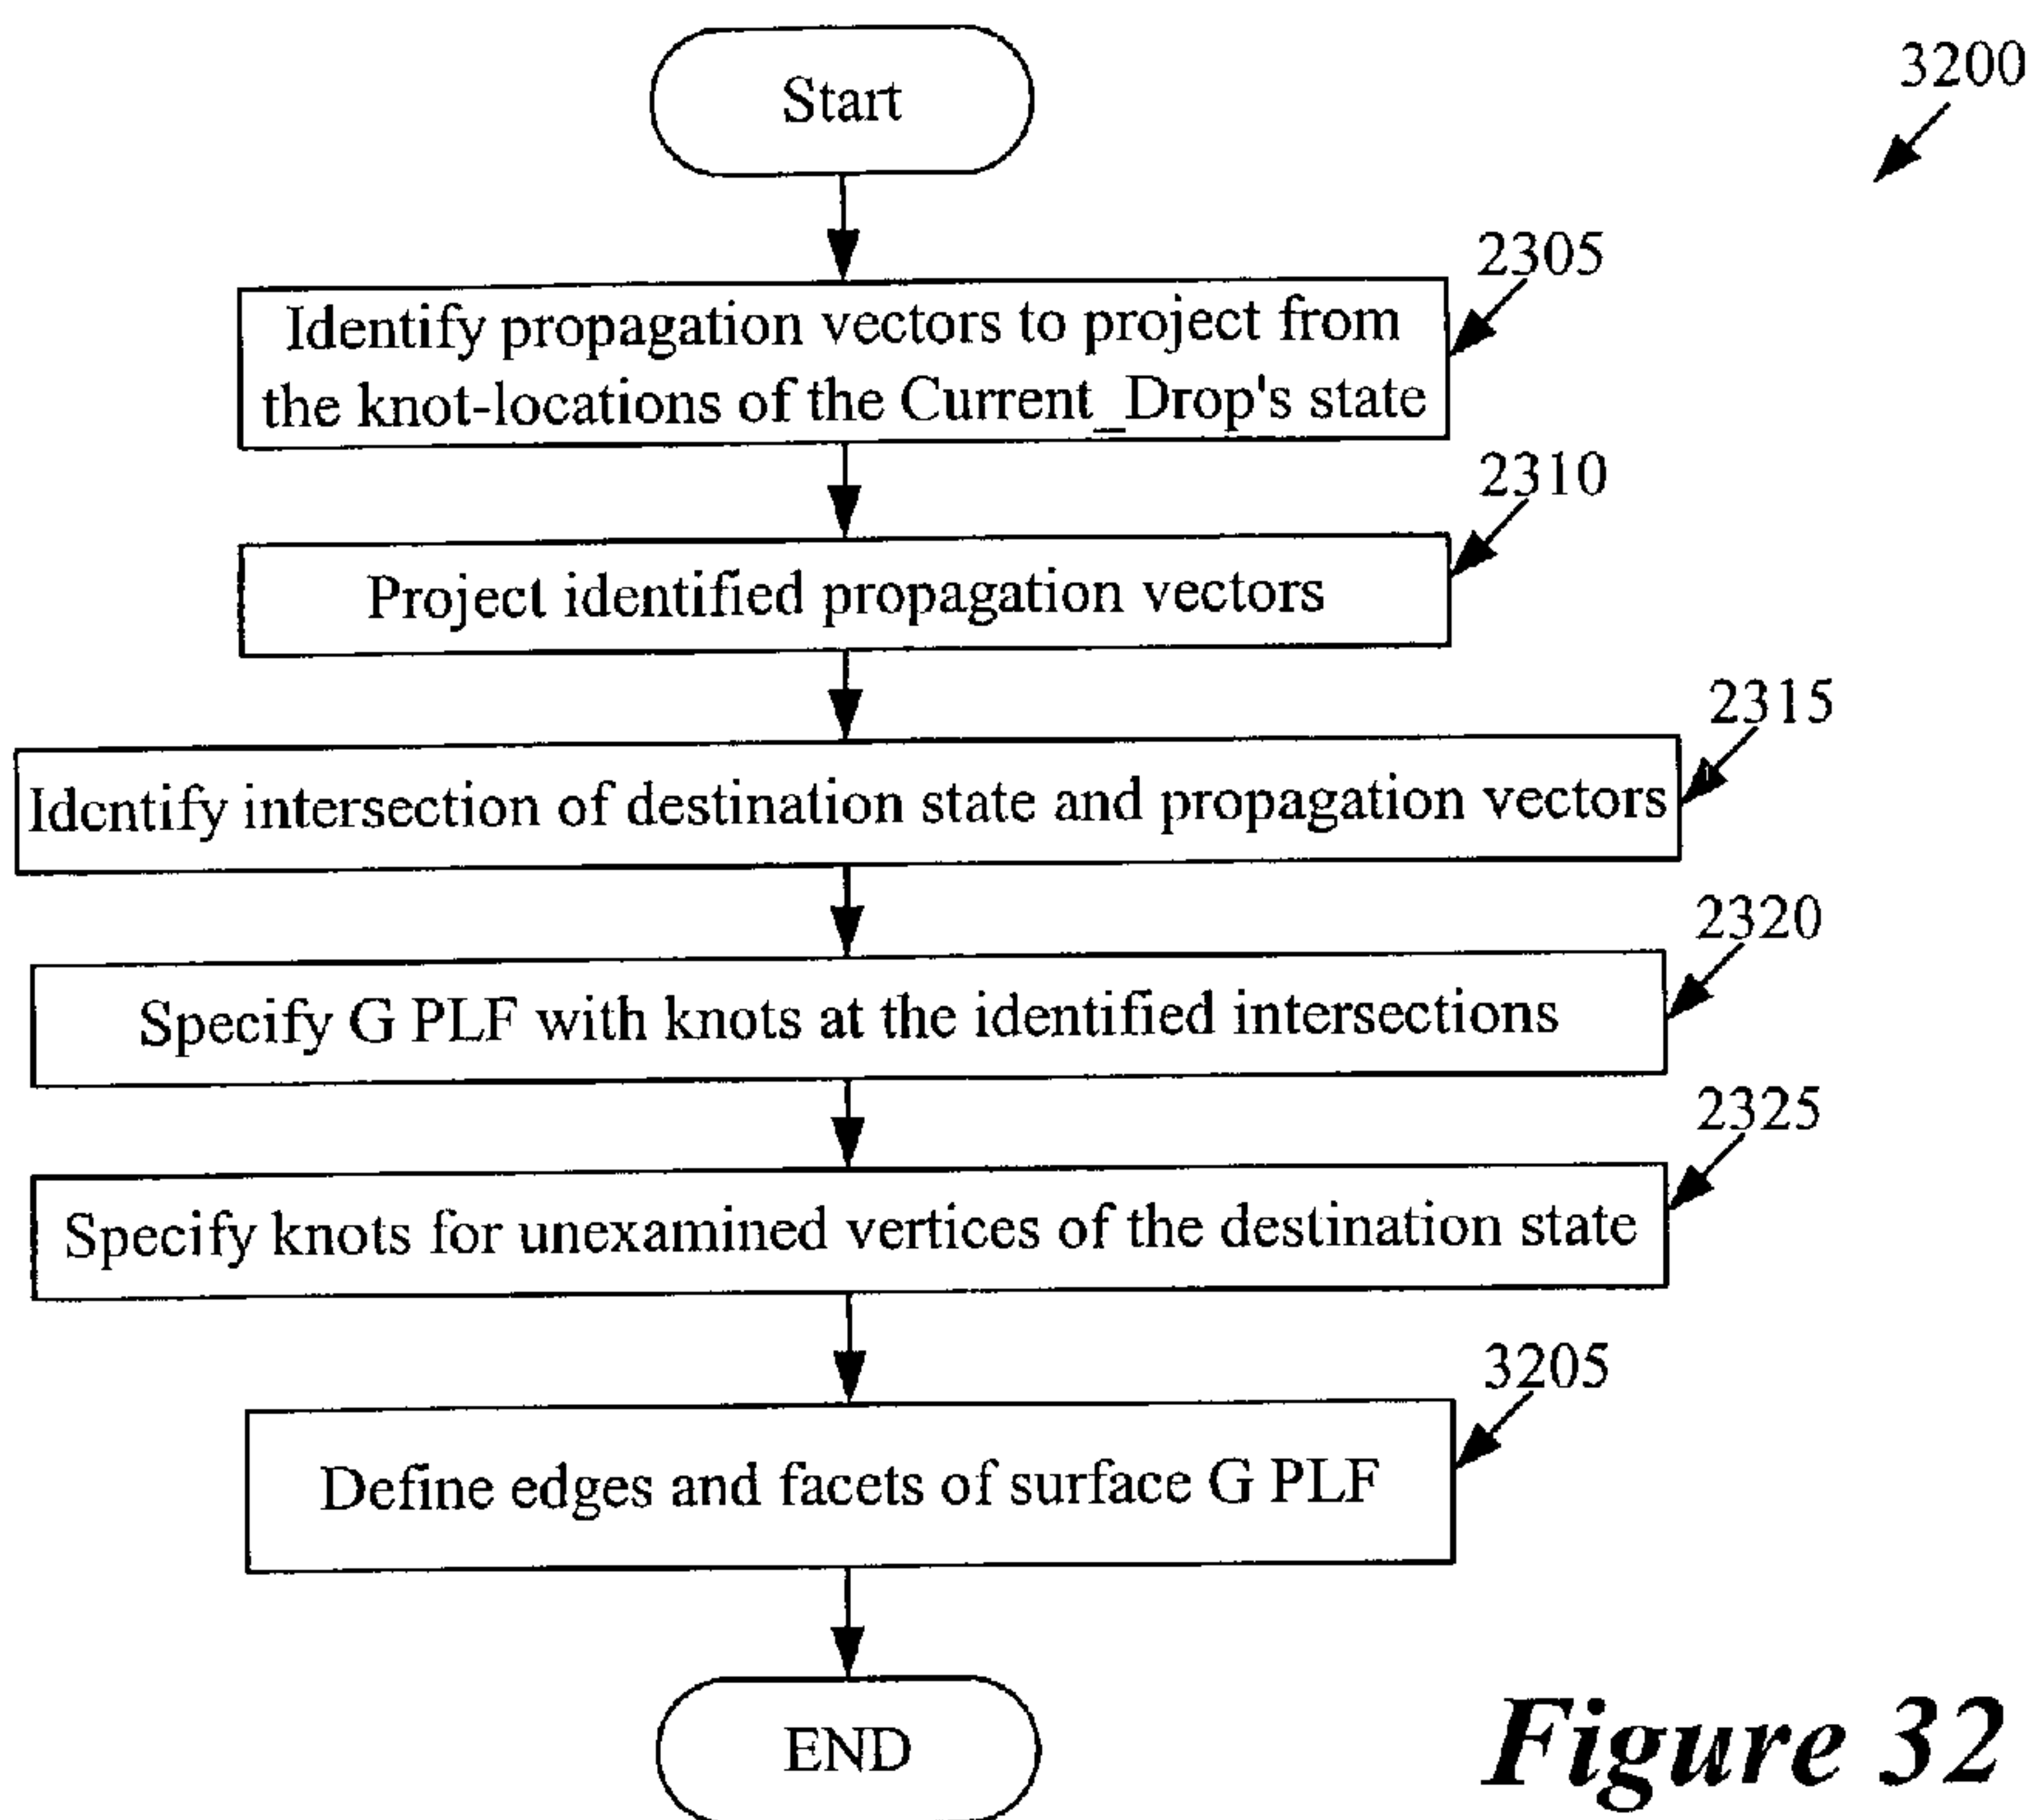 Start
3200
2305
Identify propagation vectors to project from
the knot-locations of the Current_Drop's state
2310
Project identified propagation vectors
2315
Identify intersection of destination state and propagation vectors
2320
Specify G PLF with knots at the identified intersections
2325
Specify knots for unexamined vertices of the destination state
3205
Define edges and facets of surface G PLF
END
Figure 32